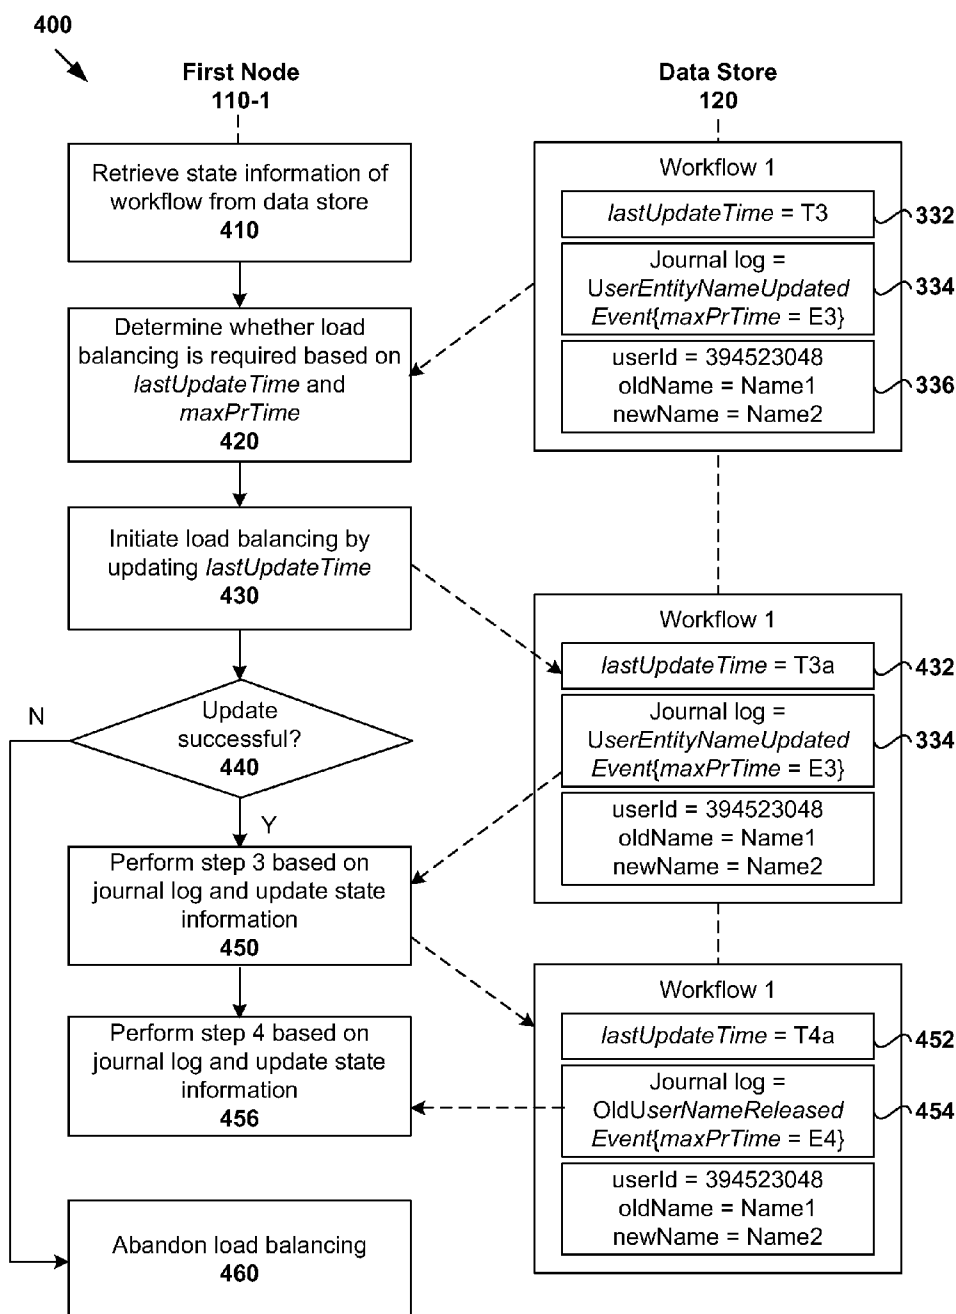 400
First Node
110-1
Data Store
120
Retrieve state information of
workflow from data store
410
Determine whether load
balancing is required based on
lastUpdateTime and
maxPrTime
420
Initiate load balancing by
updating lastUpdateTime
430
Update
successful?
440
N
Y
Perform step 3 based on
journal log and update state
information
450
Perform step 4 based on
journal log and update state
information
456
Abandon load balancing
460
Workflow 1
lastUpdateTime = T3
332
Journal log =
UserEntityNameUpdated
Event{maxPrTime = E3}
334
userId = 394523048
oldName = Name1
newName = Name2
336
Workflow 1
lastUpdateTime = T3a
432
Journal log =
UserEntityNameUpdated
Event{maxPrTime = E3}
334
userId = 394523048
oldName = Name1
newName = Name2
Workflow 1
lastUpdateTime = T4a
452
Journal log =
OldUserNameReleased
Event{maxPrTime = E4}
454
userId = 394523048
oldName = Name1
newName = Name2